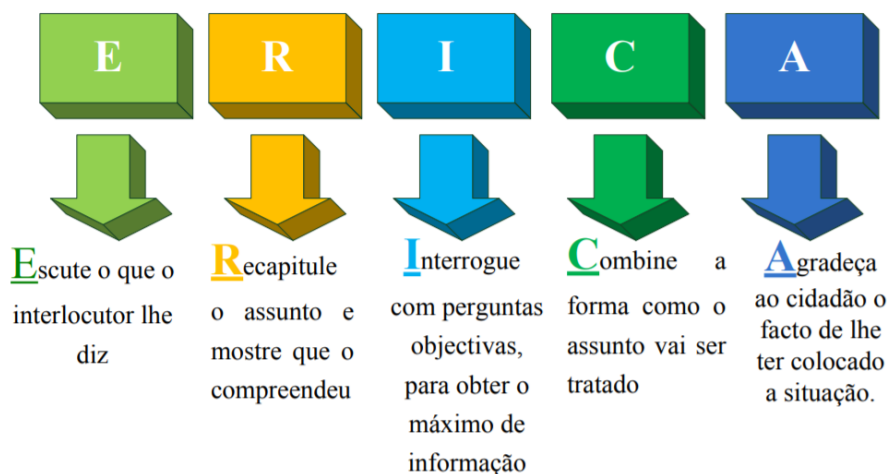 E R I C A
Escute o que o
interlocutor lhe
diz
Recapitule
o assunto e
mostre que o
compreendeu
Interrogue
com perguntas
objectivas,
para obter o
máximo de
informação
Combine a
forma como o
assunto vai ser
tratado
Agradeça
ao cidadão o
facto de lhe
ter colocado
a situação.